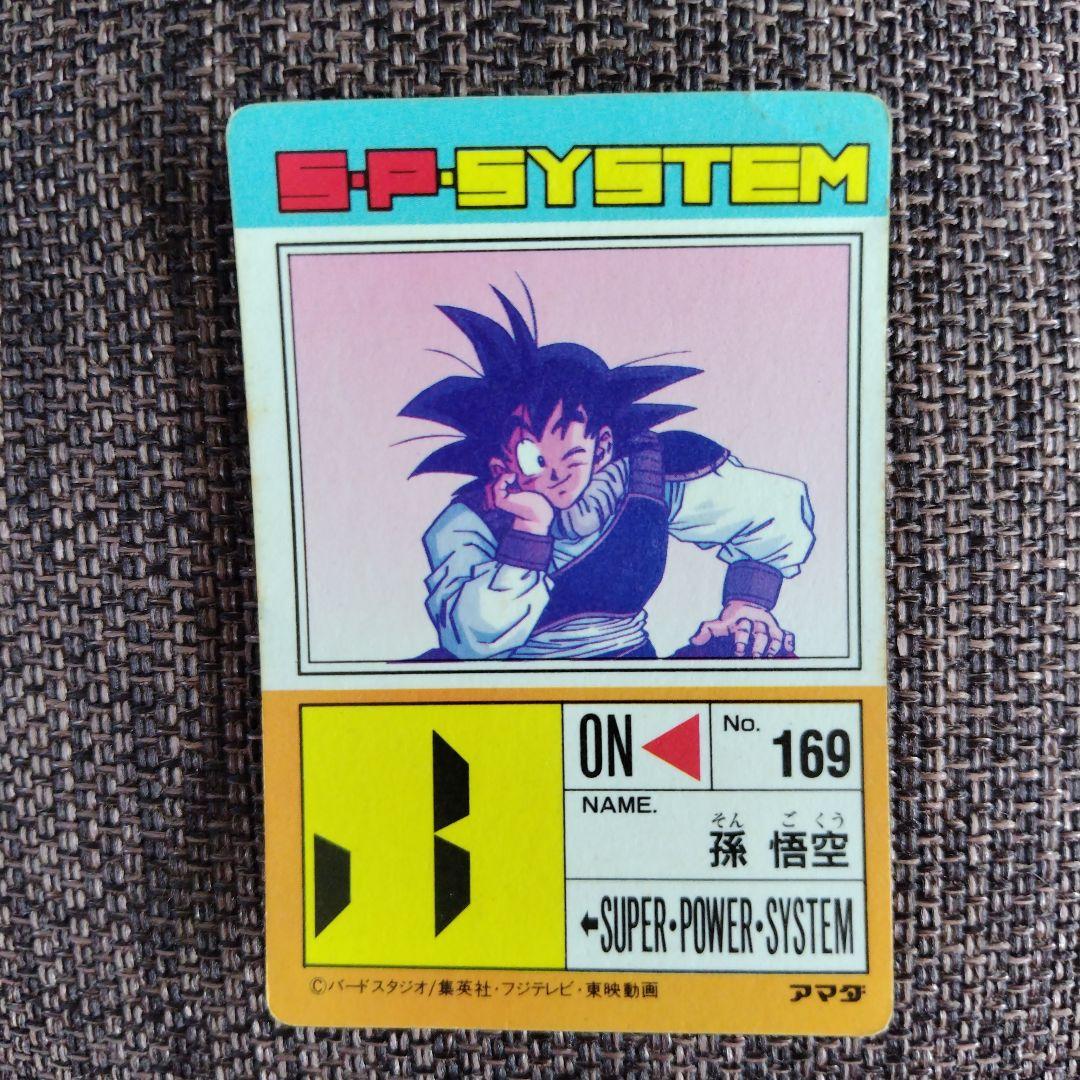 S・P・SYSTEM
ON
No. 169
NAME.
そん ご くう
孫 悟空
←SUPER・POWER・SYSTEM
©バードスタジオ/集英社・フジテレビ・東映動画
アマダ